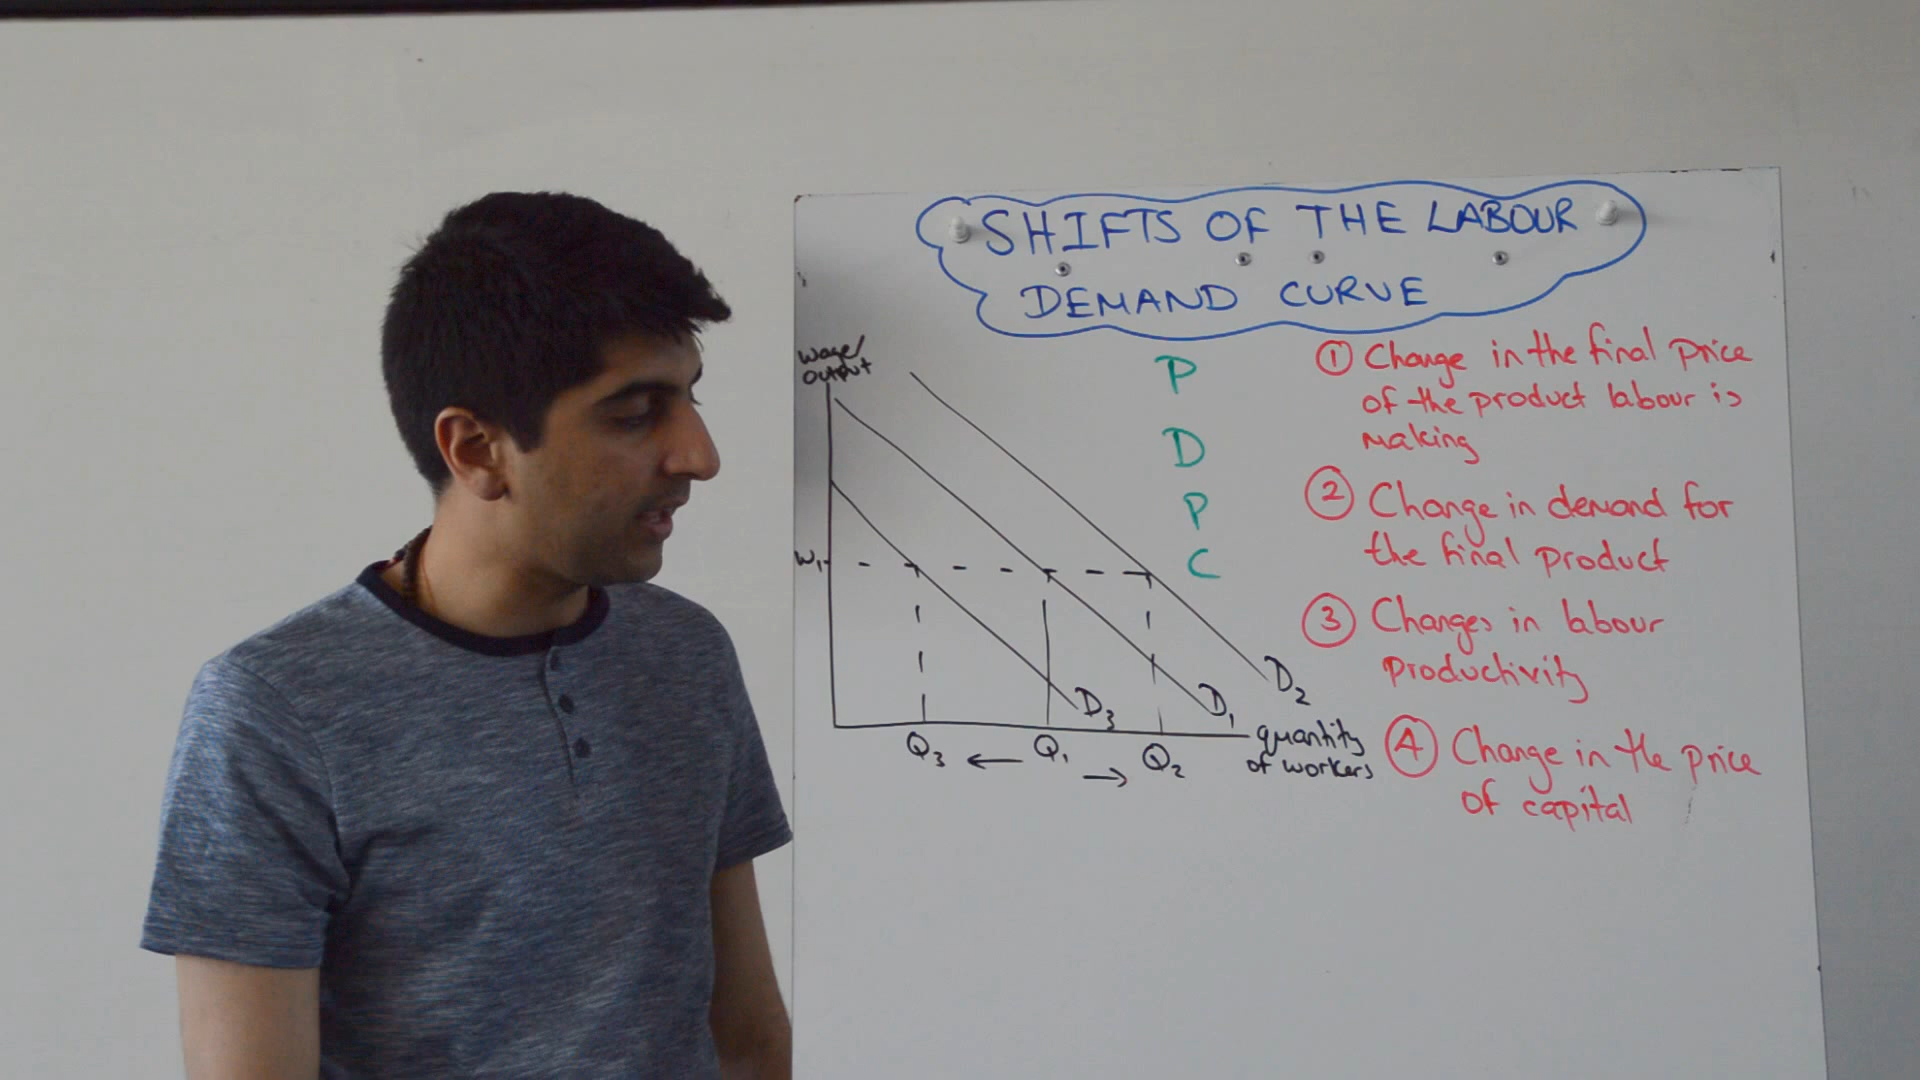 SHIFTS OF THE LABOUR
DEMAND CURVE
Wage/
output
W₁
D₃
D₁
D₂
Q₃ ← Q₁ → Q₂
quantity
of workers
P
D
P
C
① Change in the final price
of the product labour is
making
② Change in demand for
the final product
③ Changes in labour
productivity
④ Change in the price
of capital